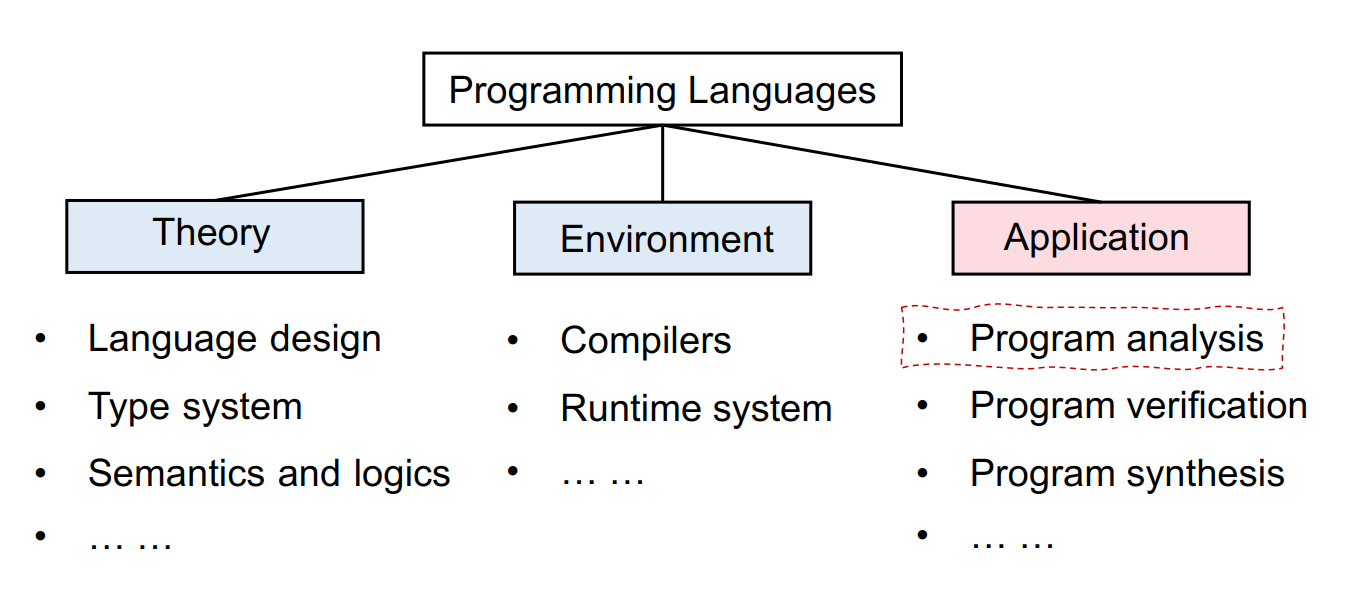 Programming Languages
Theory
Environment
Application
• Language design
• Type system
• Semantics and logics
• … …
• Compilers
• Runtime system
• … …
• Program analysis
• Program verification
• Program synthesis
• … …